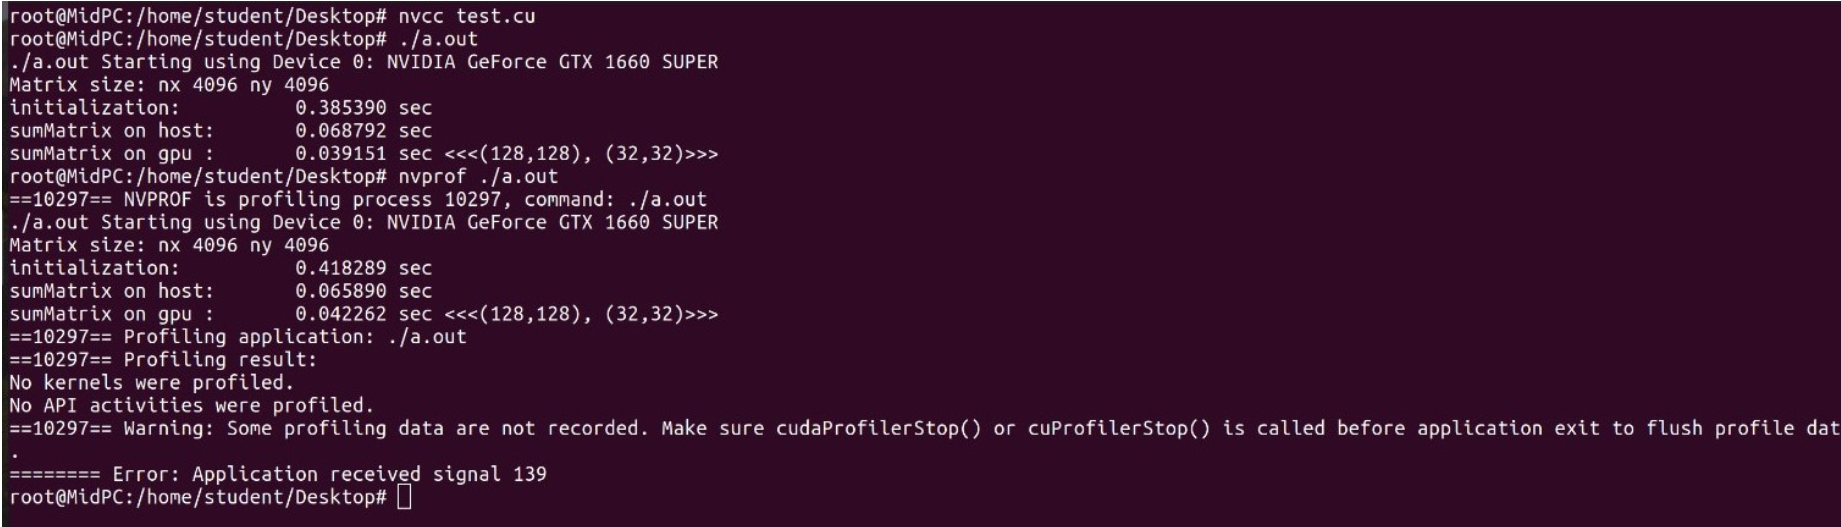 root@MidPC:/home/student/Desktop# nvcc test.cu
root@MidPC:/home/student/Desktop# ./a.out
./a.out Starting using Device 0: NVIDIA GeForce GTX 1660 SUPER
Matrix size: nx 4096 ny 4096
initialization:          0.385390 sec
sumMatrix on host:       0.068792 sec
sumMatrix on gpu :       0.039151 sec <<<(128,128), (32,32)>>>
root@MidPC:/home/student/Desktop# nvprof ./a.out
==10297== NVPROF is profiling process 10297, command: ./a.out
./a.out Starting using Device 0: NVIDIA GeForce GTX 1660 SUPER
Matrix size: nx 4096 ny 4096
initialization:          0.418289 sec
sumMatrix on host:       0.065890 sec
sumMatrix on gpu :       0.042262 sec <<<(128,128), (32,32)>>>
==10297== Profiling application: ./a.out
==10297== Profiling result:
No kernels were profiled.
No API activities were profiled.
==10297== Warning: Some profiling data are not recorded. Make sure cudaProfilerStop() or cuProfilerStop() is called before application exit to flush profile dat
.
======== Error: Application received signal 139
root@MidPC:/home/student/Desktop#